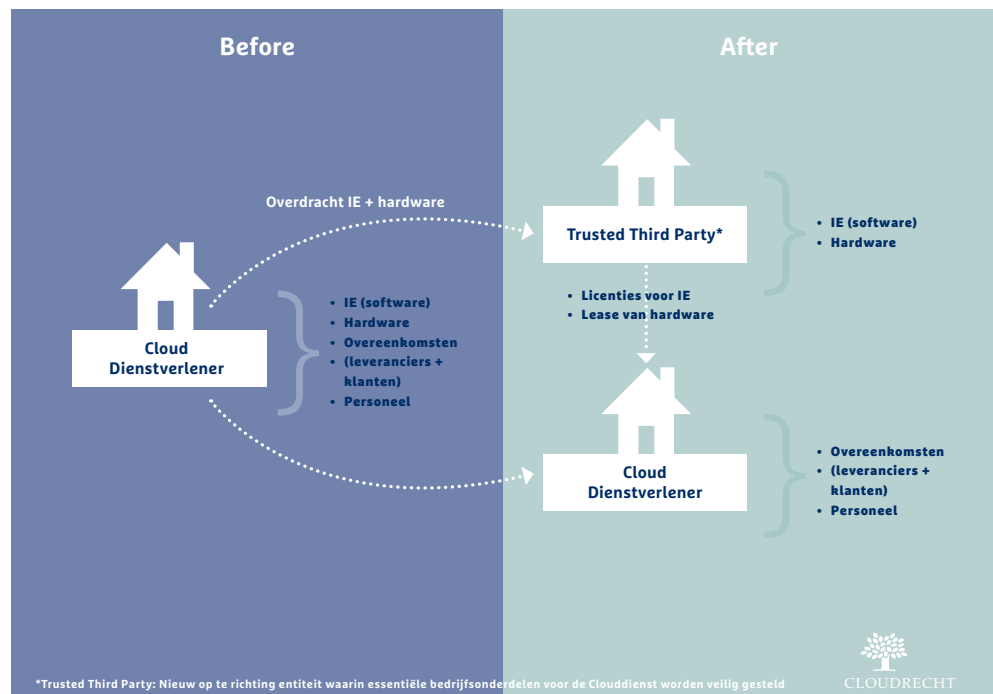 Before
After
Overdracht IE + hardware
Cloud
Dienstverlener
• IE (software)
• Hardware
• Overeenkomsten
• (leveranciers +
klanten)
• Personeel
Trusted Third Party*
• IE (software)
• Hardware
• Licenties voor IE
• Lease van hardware
Cloud
Dienstverlener
• Overeenkomsten
• (leveranciers +
klanten)
• Personeel
*Trusted Third Party: Nieuw op te richting entiteit waarin essentiële bedrijfsonderdelen voor de Clouddienst worden veilig gesteld
CLOUDRECHT